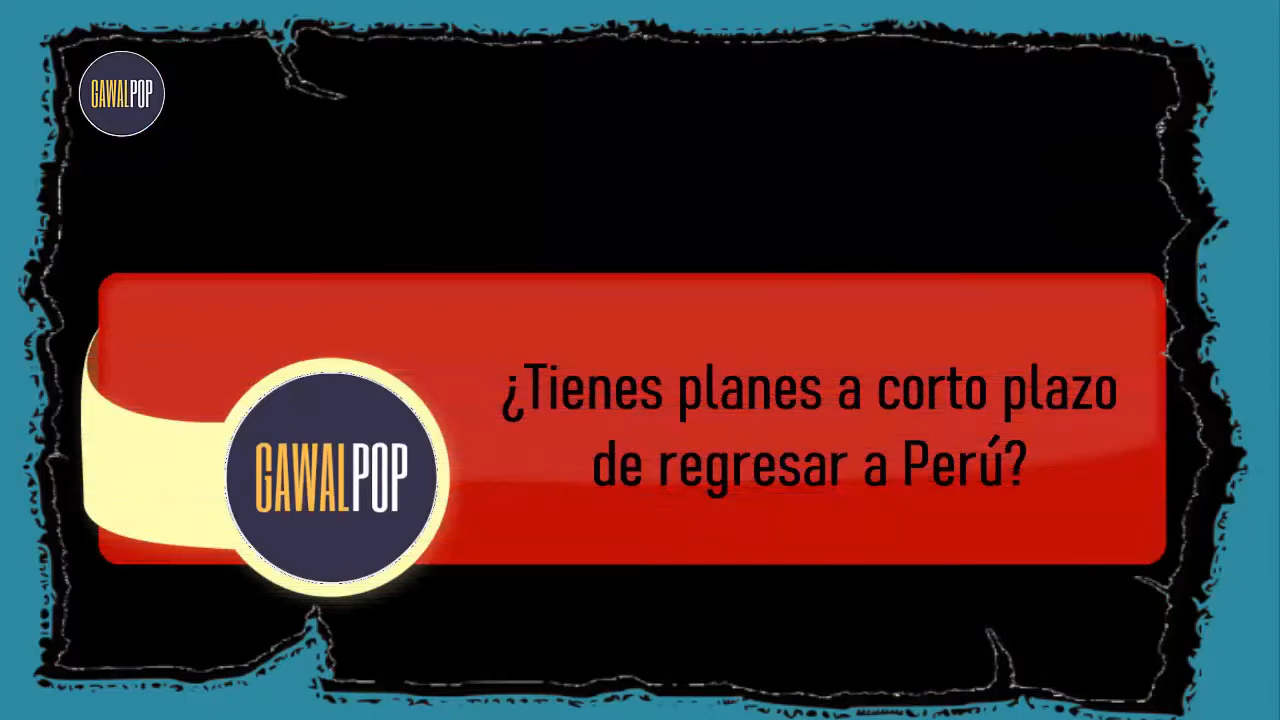 GAWALPOP
¿Tienes planes a corto plazo
de regresar a Perú?
GAWALPOP